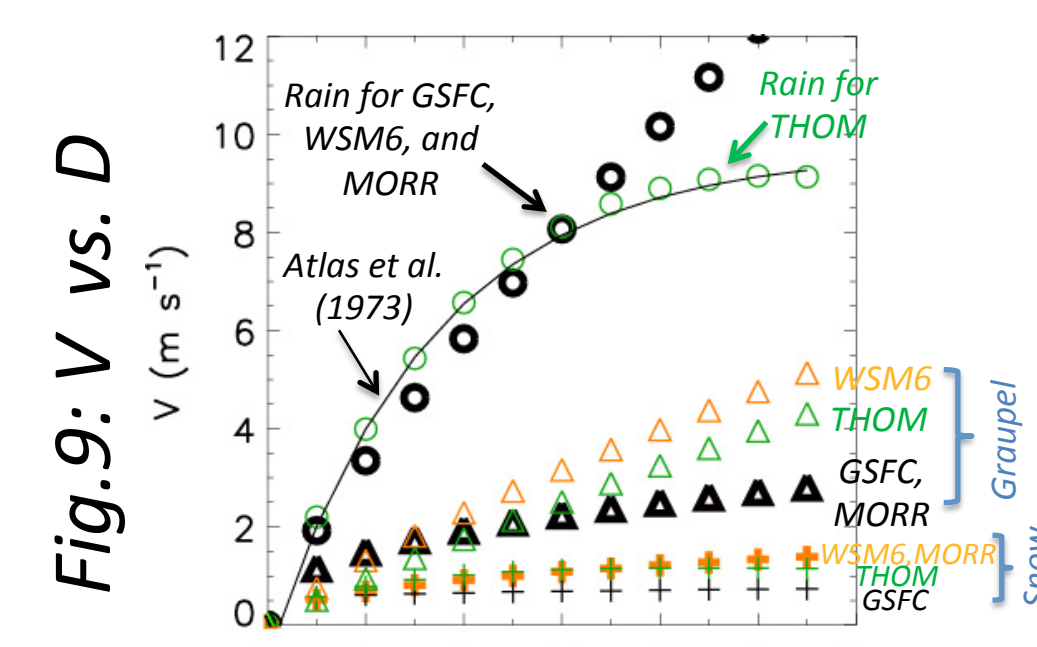 Fig.9: V vs. D
V (m s⁻¹)
12
10
8
6
4
2
0
Rain for GSFC,
WSM6, and
MORR
Rain for
THOM
Atlas et al.
(1973)
WSM6
THOM
GSFC,
MORR
Graupel
WSM6,MORR
THOM
GSFC
Snow